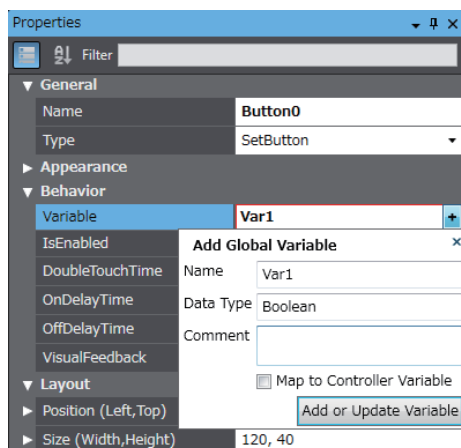 Properties
Filter
General
Name Button0
Type SetButton
Appearance
Behavior
Variable Var1
IsEnabled
DoubleTouchTime
OnDelayTime
OffDelayTime
VisualFeedback
Layout
Position (Left,Top)
Size (Width,Height) 120, 40
Add Global Variable
Name Var1
Data Type Boolean
Comment
Map to Controller Variable
Add or Update Variable